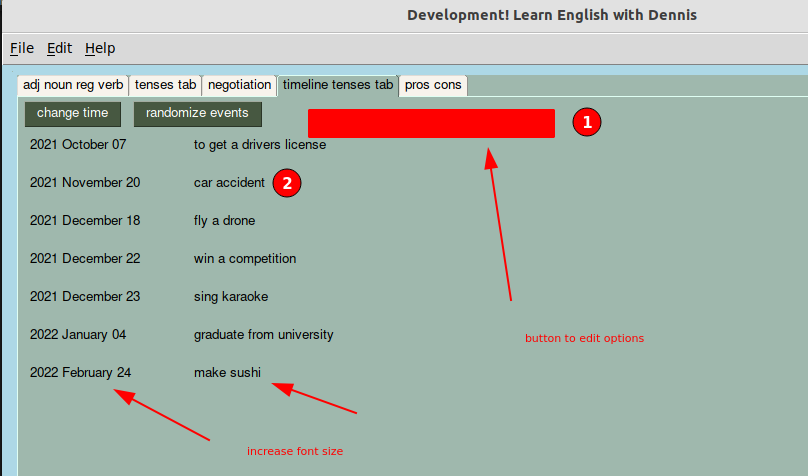 Development! Learn English with Dennis
File Edit Help
adj noun reg verb tenses tab negotiation timeline tenses tab pros cons
change time randomize events 1
2021 October 07 to get a drivers license
2021 November 20 car accident 2
2021 December 18 fly a drone
2021 December 22 win a competition
2021 December 23 sing karaoke
2022 January 04 graduate from university
button to edit options
2022 February 24 make sushi
increase font size